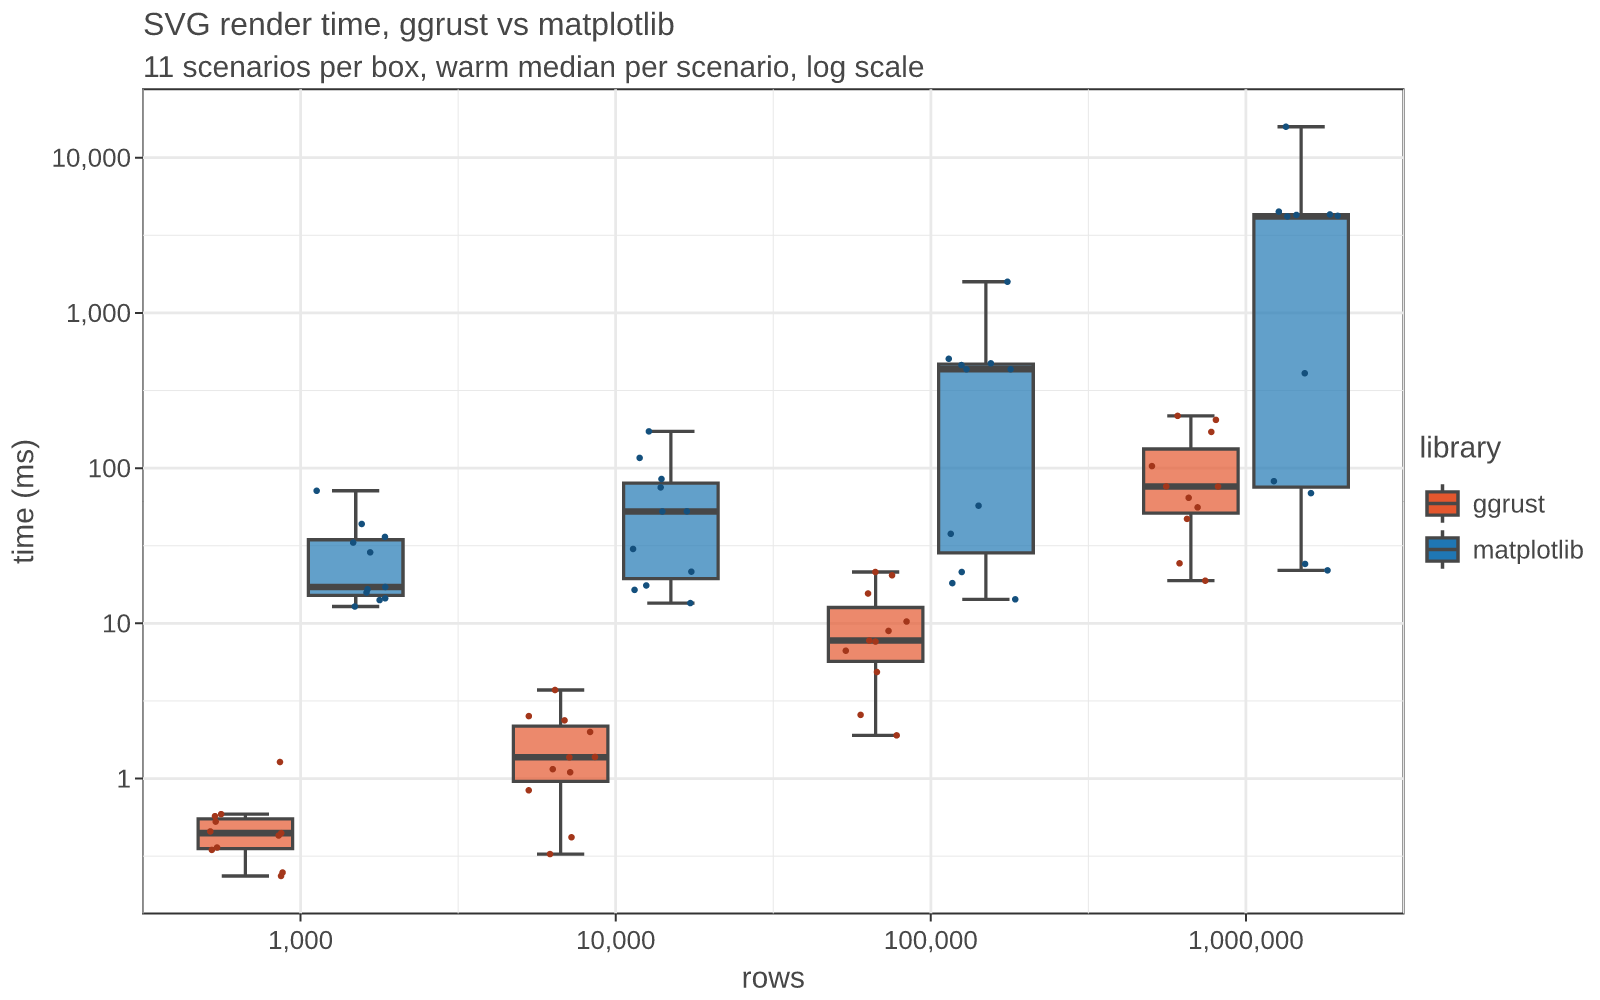 SVG render time, ggrust vs matplotlib
11 scenarios per box, warm median per scenario, log scale
time (ms)
10,000
1,000
100
10
1
1,000
10,000
100,000
1,000,000
rows
library
ggrust
matplotlib